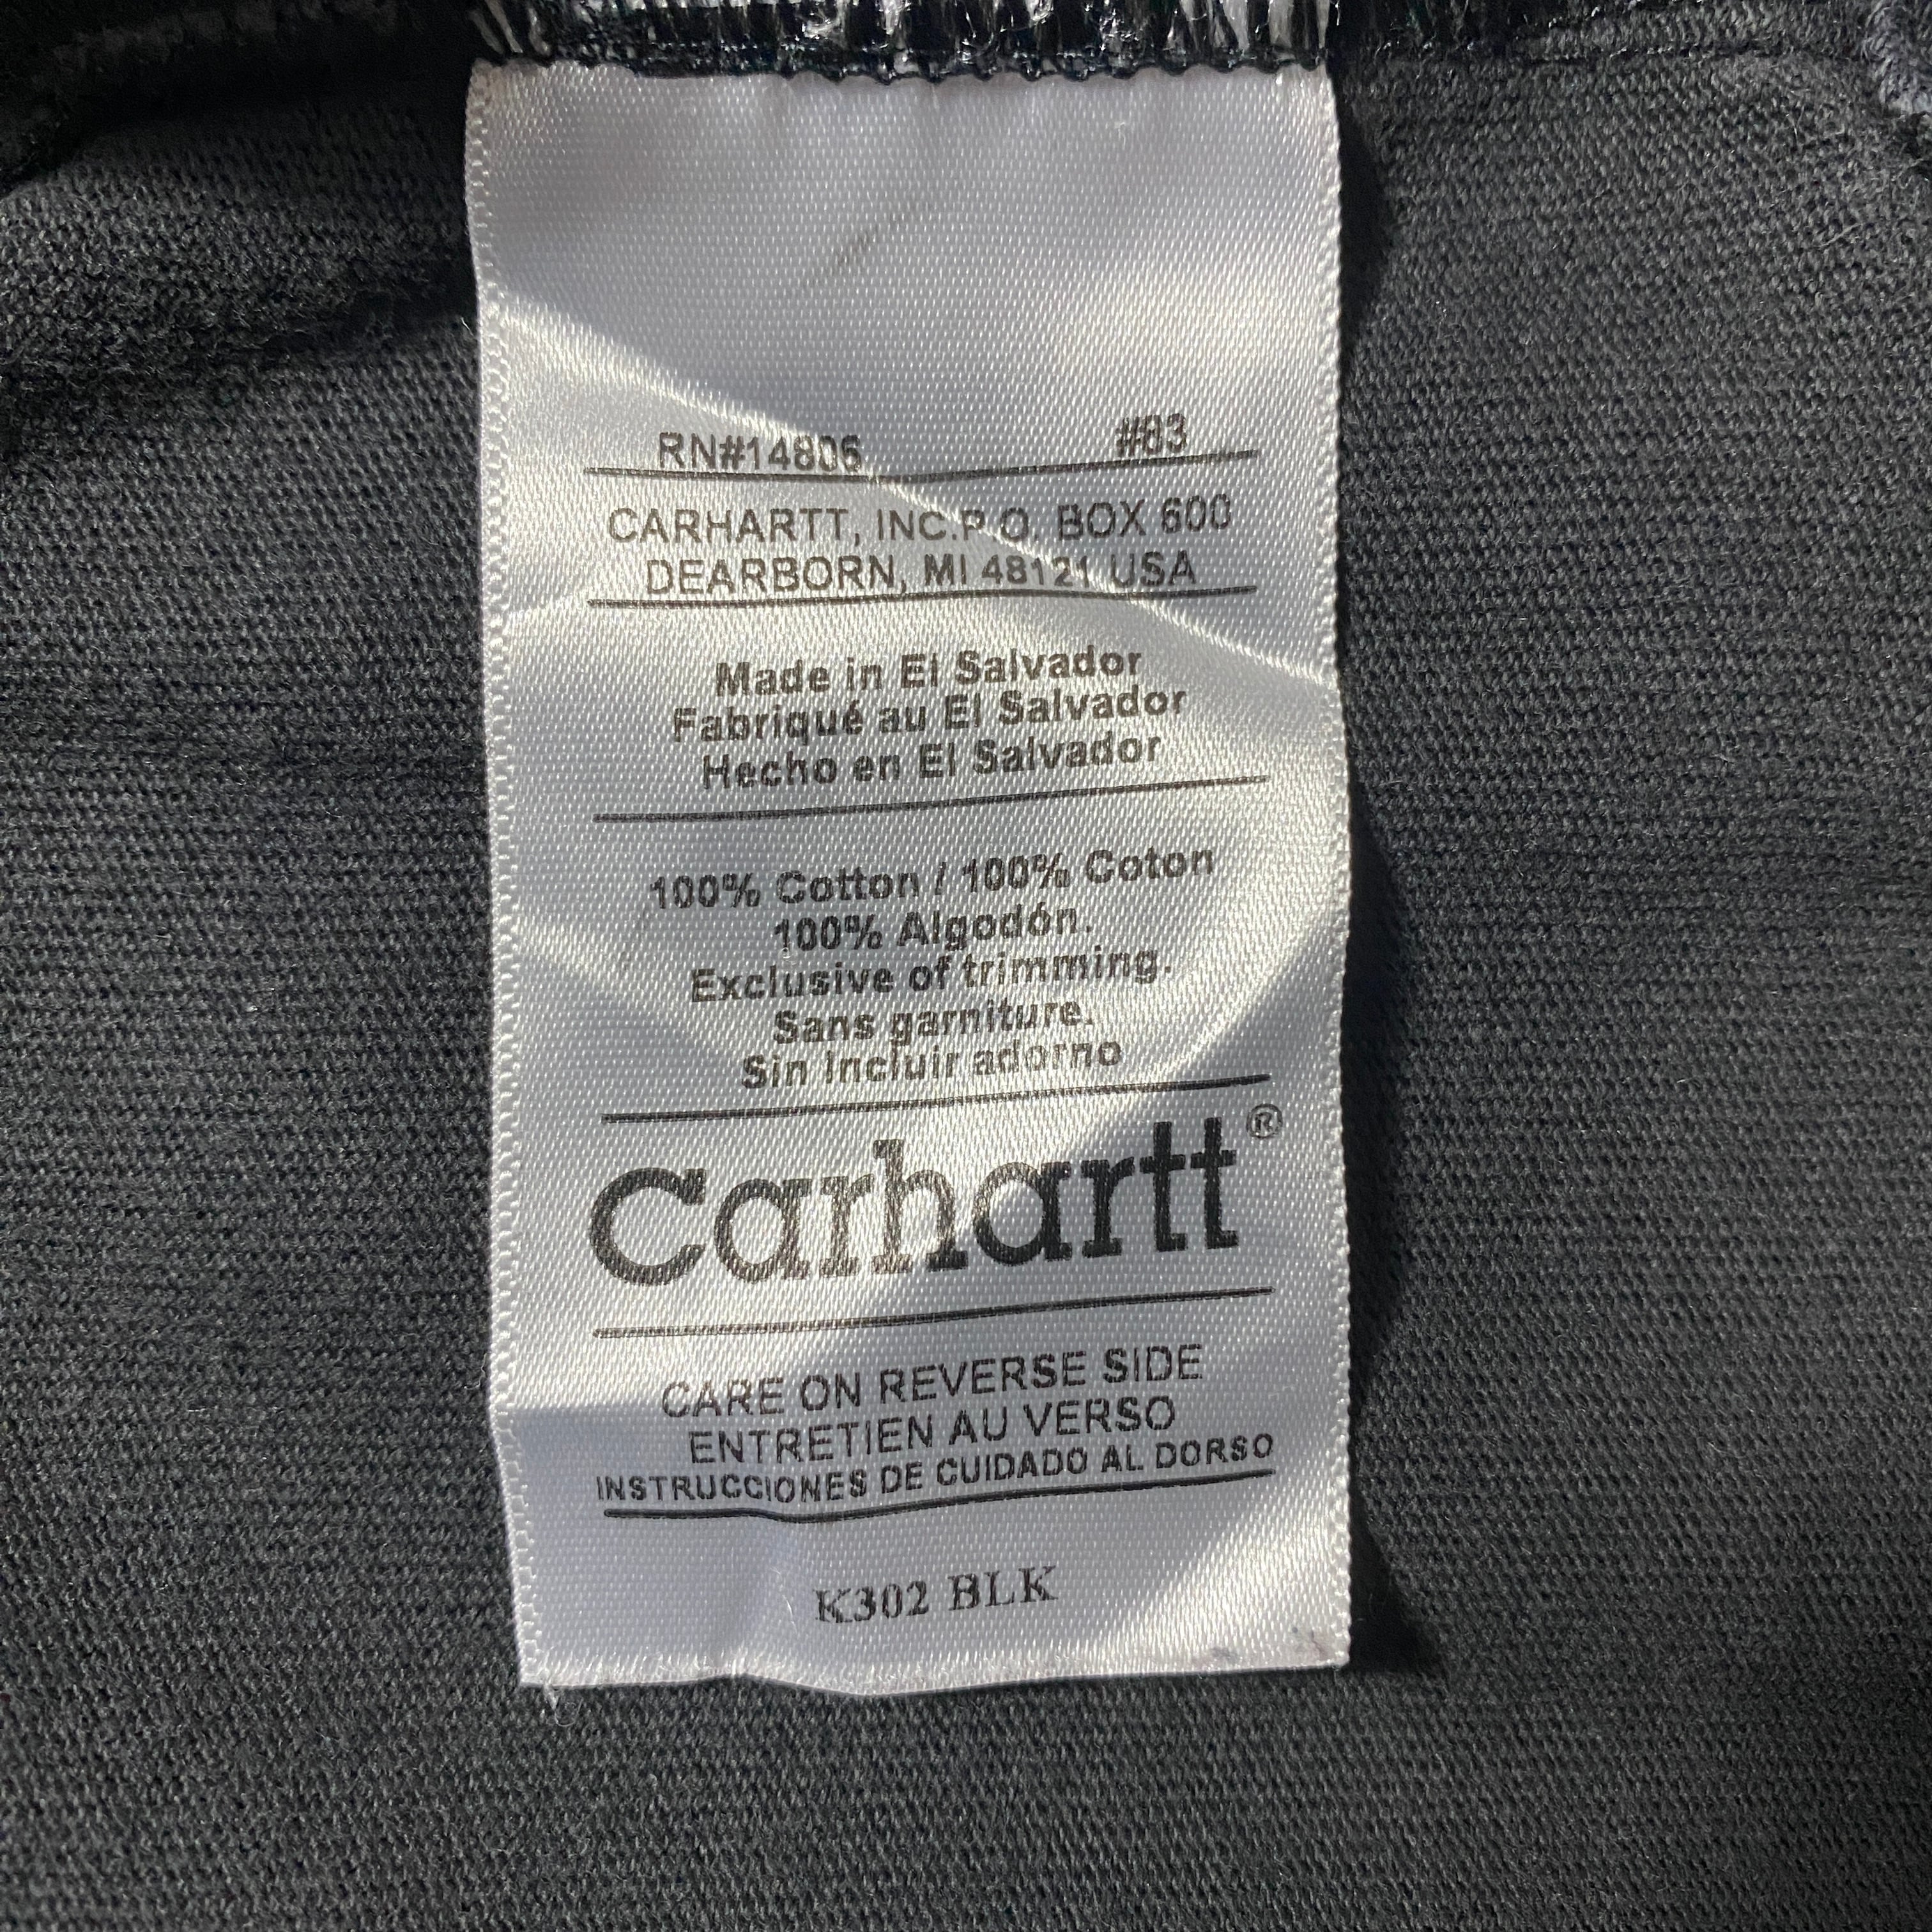 RN#14806 #83
CARHARTT, INC.P.O. BOX 600
DEARBORN, MI 48121 USA
Made in El Salvador
Fabriqué au El Salvador
Hecho en El Salvador
100% Cotton / 100% Coton
100% Algodón.
Exclusive of trimming.
Sans garniture.
Sin Incluir adorno
carhartt®
CARE ON REVERSE SIDE
ENTRETIEN AU VERSO
INSTRUCCIONES DE CUIDADO AL DORSO
K302 BLK